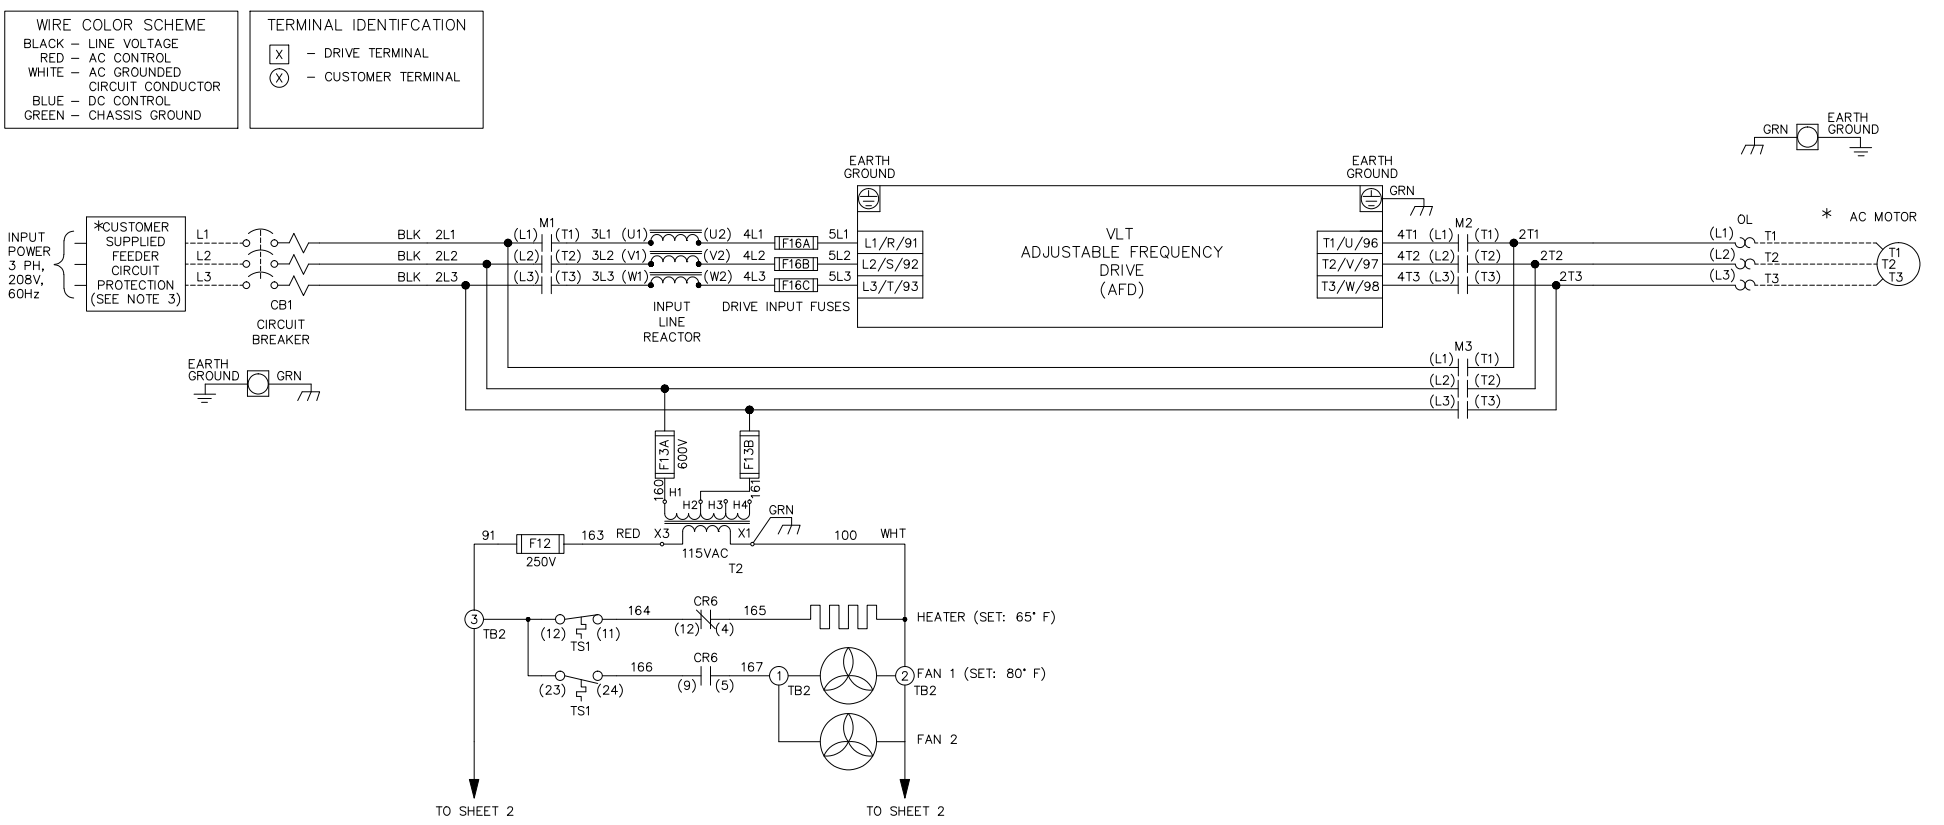 WIRE COLOR SCHEME
BLACK – LINE VOLTAGE
RED – AC CONTROL
WHITE – AC GROUNDED
CIRCUIT CONDUCTOR
BLUE – DC CONTROL
GREEN – CHASSIS GROUND
TERMINAL IDENTIFCATION
X – DRIVE TERMINAL
X – CUSTOMER TERMINAL
GRN
EARTH
GROUND
EARTH
GROUND
EARTH
GROUND
GRN
INPUT
POWER
3 PH,
208V,
60Hz
*CUSTOMER
SUPPLIED
FEEDER
CIRCUIT
PROTECTION
(SEE NOTE 3)
L1
L2
L3
CB1
CIRCUIT
BREAKER
BLK 2L1
BLK 2L2
BLK 2L3
M1
(L1) (T1) 3L1 (U1) (U2) 4L1 F16A 5L1 L1/R/91
(L2) (T2) 3L2 (V1) (V2) 4L2 F16B 5L2 L2/S/92
(L3) (T3) 3L3 (W1) (W2) 4L3 F16C 5L3 L3/T/93
INPUT
LINE
REACTOR
DRIVE INPUT FUSES
VLT
ADJUSTABLE FREQUENCY
DRIVE
(AFD)
M2
T1/U/96 4T1 (L1) (T1) 2T1
T2/V/97 4T2 (L2) (T2) 2T2
T3/W/98 4T3 (L3) (T3) 2T3
OL
* AC MOTOR
(L1) T1
(L2) T2
(L3) T3
T1
T2
T3
EARTH
GROUND
GRN
M3
(L1) (T1)
(L2) (T2)
(L3) (T3)
F13A
600V
F13B
160
161
H1
H2 H3 H4
GRN
91 F12 163 RED X3 X1 100 WHT
250V
115VAC
T2
3
TB2
(12) (11)
TS1
164
CR6
(12) (4)
165
HEATER (SET: 65° F)
(23) (24)
TS1
166
CR6
(9) (5)
167
1
TB2
2
TB2
FAN 1 (SET: 80° F)
FAN 2
TO SHEET 2
TO SHEET 2